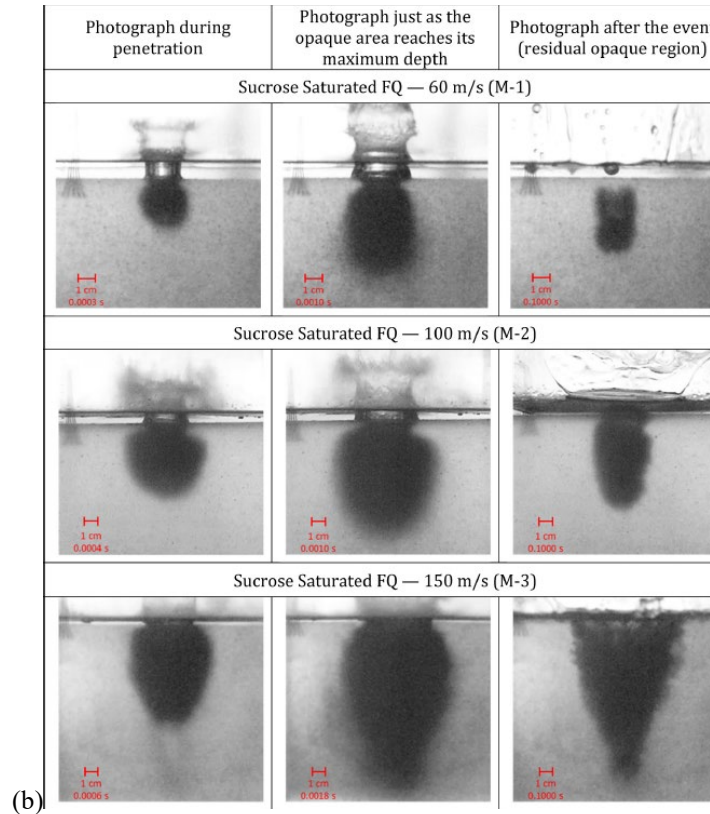 Photograph during
penetration
Photograph just as the
opaque area reaches its
maximum depth
Photograph after the event
(residual opaque region)
Sucrose Saturated FQ — 60 m/s (M-1)
1 cm
0.0003 s
1 cm
0.0010 s
1 cm
0.1000 s
Sucrose Saturated FQ — 100 m/s (M-2)
1 cm
0.0004 s
1 cm
0.0010 s
1 cm
0.1000 s
Sucrose Saturated FQ — 150 m/s (M-3)
1 cm
0.0006 s
1 cm
0.0018 s
1 cm
0.1000 s
(b)